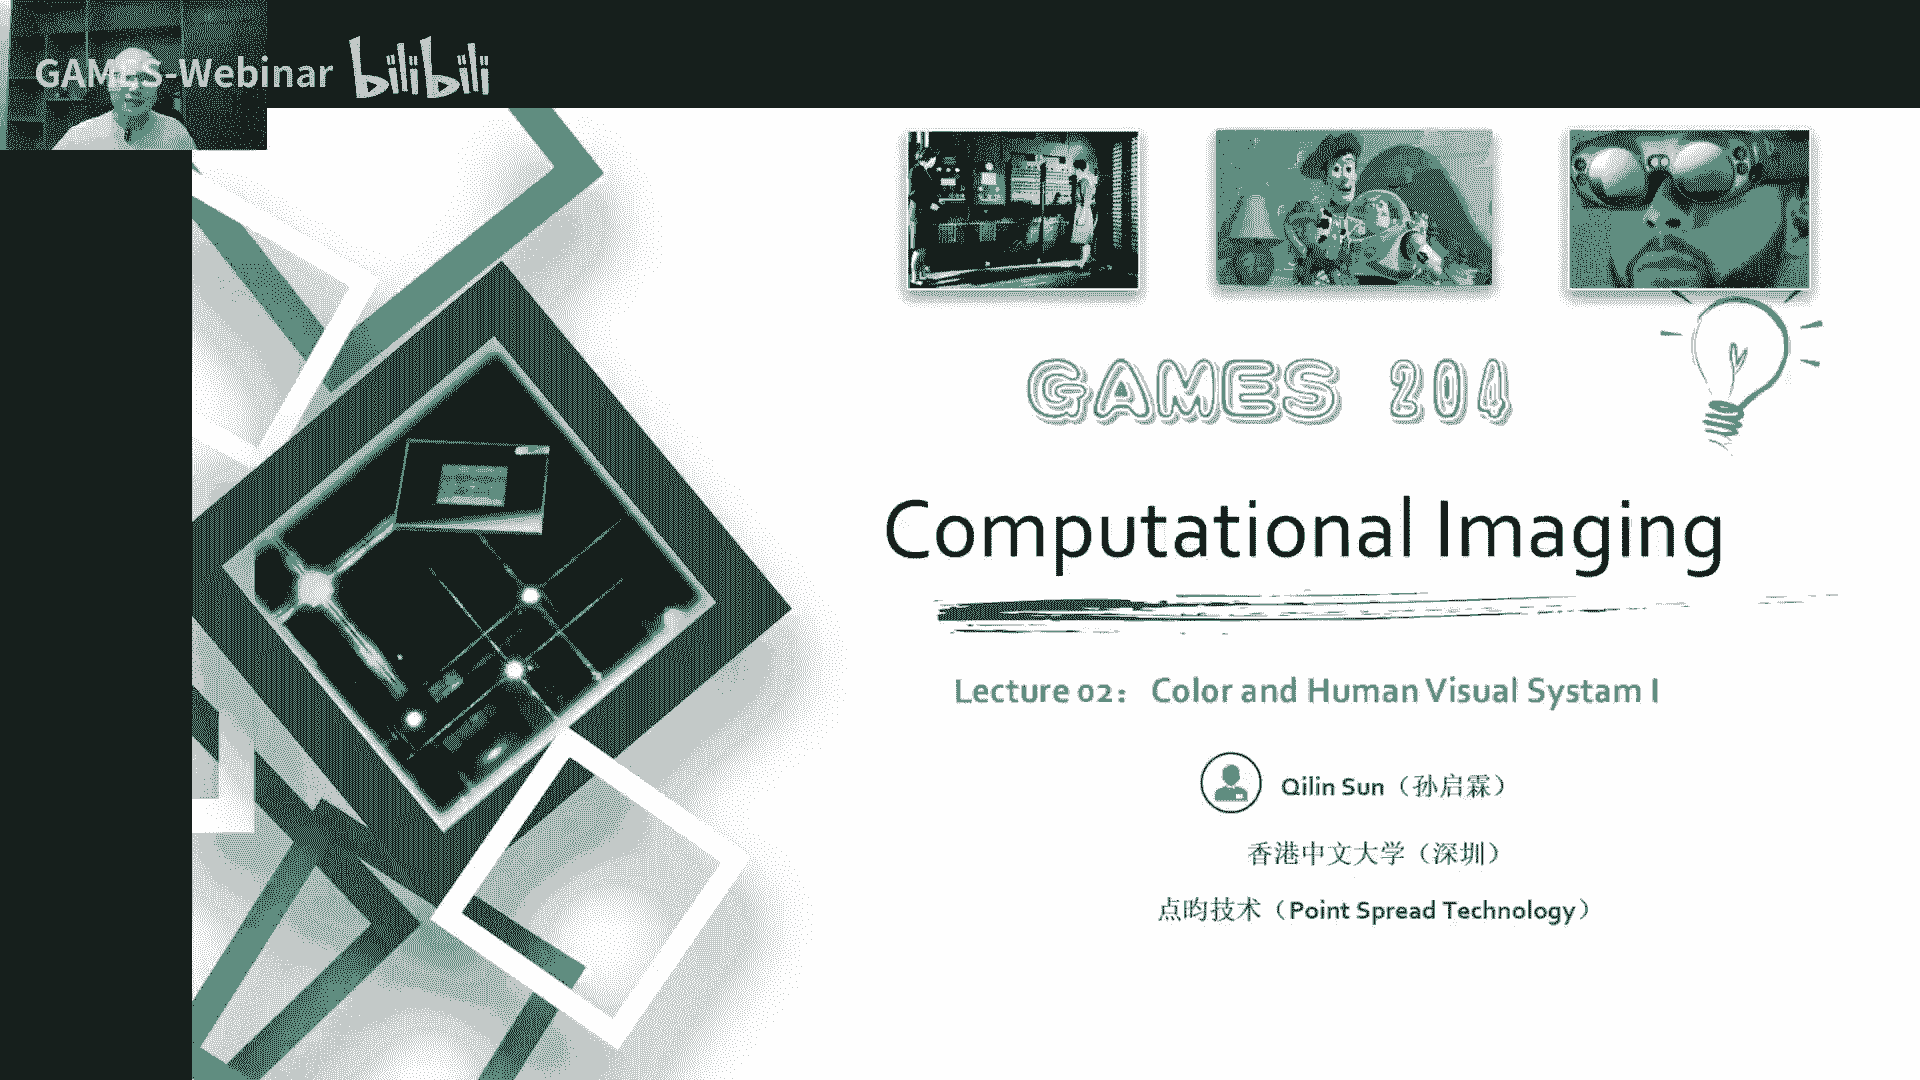 GAMES-Webinar bilibili
GAMES 204
Computational Imaging
Lecture 02： Color and Human Visual Systam I
Qilin Sun（孙启霖）
香港中文大学（深圳）
点昀技术（Point Spread Technology）